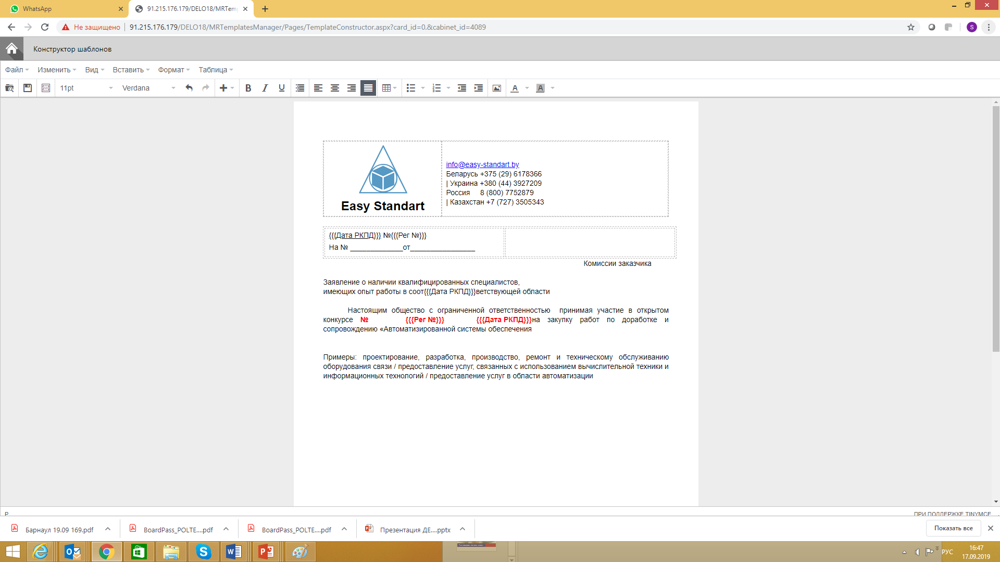 WhatsApp
91.215.176.179/DELO18/MRTemp
Не защищено
91.215.176.179/DELO18/MRTemplatesManager/Pages/TemplateConstructor.aspx?card_id=0.&cabinet_id=4089
S
Конструктор шаблонов
Файл Изменить Вид Вставить Формат Таблица
11pt Verdana B I U A A
info@easy-standart.by
Беларусь +375 (29) 6178366
| Украина +380 (44) 3927209
Россия 8 (800) 7752879
| Казахстан +7 (727) 3505343
Easy Standart
{{{Дата РКПД}}} №{{{Рег №}}}
На № _____________от________________
Комиссии заказчика
Заявление о наличии квалифицированных специалистов,
имеющих опыт работы в соот{{{Дата РКПД}}}ветствующей области
Настоящим общество с ограниченной ответственностью принимая участие в открытом
конкурсе № {{{Рег №}}} {{{Дата РКПД}}}на закупку работ по доработке и
сопровождению «Автоматизированной системы обеспечения
Примеры: проектирование, разработка, производство, ремонт и техническому обслуживанию
оборудования связи / предоставление услуг, связанных с использованием вычислительной техники и
информационных технологий / предоставление услуг в области автоматизации
P
ПРИ ПОДДЕРЖКЕ TINYMCE
Барнаул 19.09 169.pdf
BoardPass_POLTE....pdf
BoardPass_POLTE....pdf
Презентация ДЕ....pptx
Показать все
РУС
16:47
17.09.2019